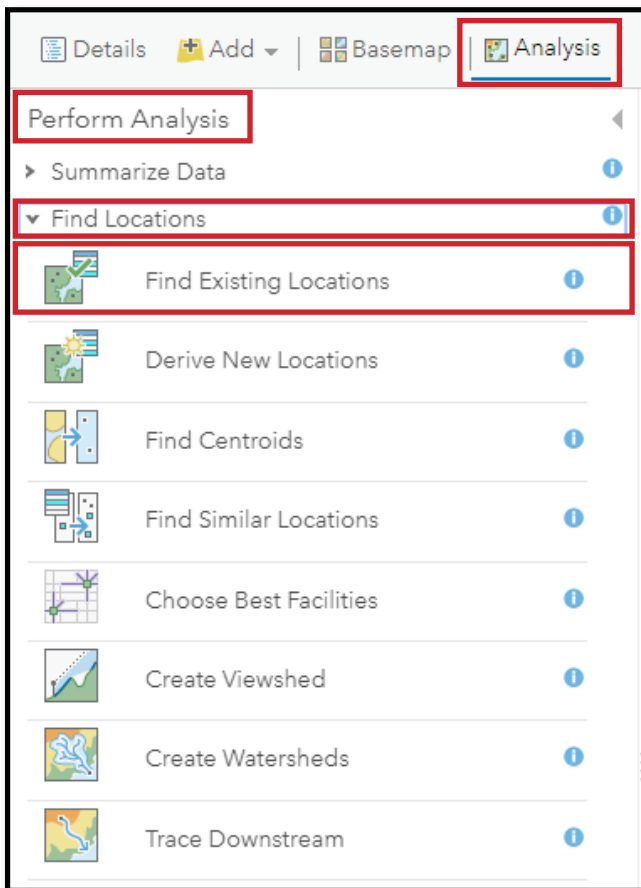 Details Add Basemap Analysis
Perform Analysis
Summarize Data
Find Locations
Find Existing Locations
Derive New Locations
Find Centroids
Find Similar Locations
Choose Best Facilities
Create Viewshed
Create Watersheds
Trace Downstream